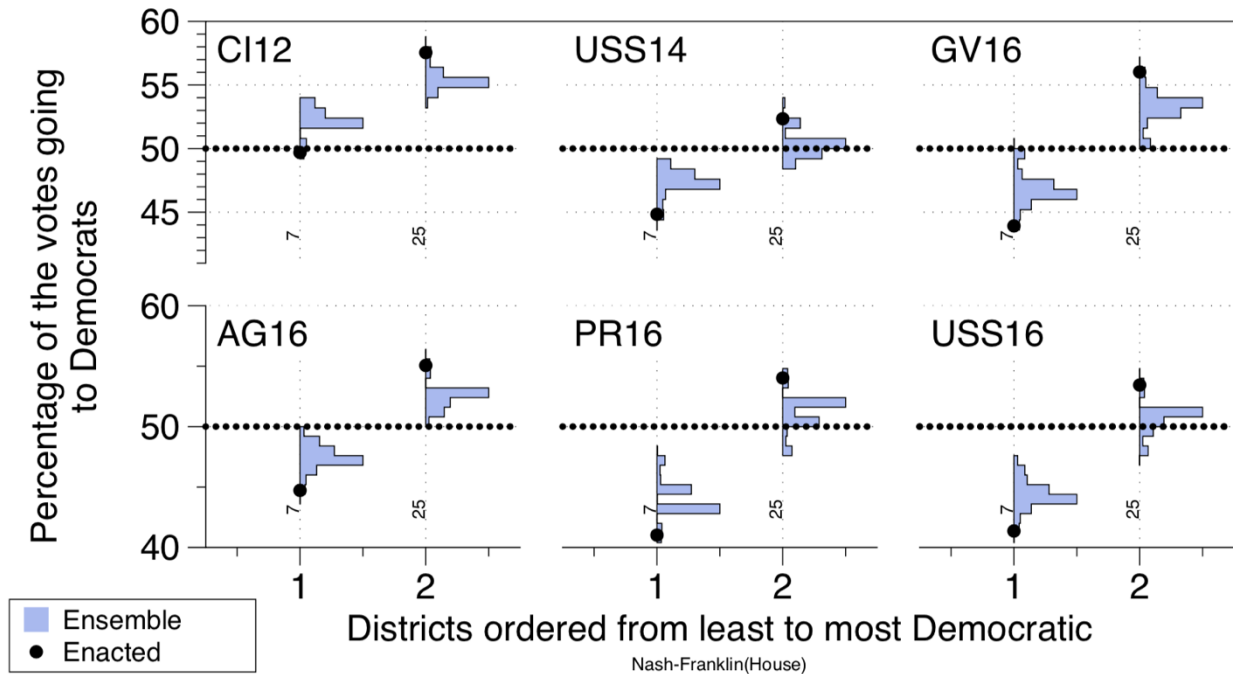 60
55
50
45
CI12
7
25
USS14
7
25
GV16
7
25
Percentage of the votes going
to Democrats
60
50
40
AG16
7
25
PR16
7
25
USS16
7
25
1 2 1 2 1 2
Districts ordered from least to most Democratic
Nash-Franklin(House)
Ensemble
Enacted